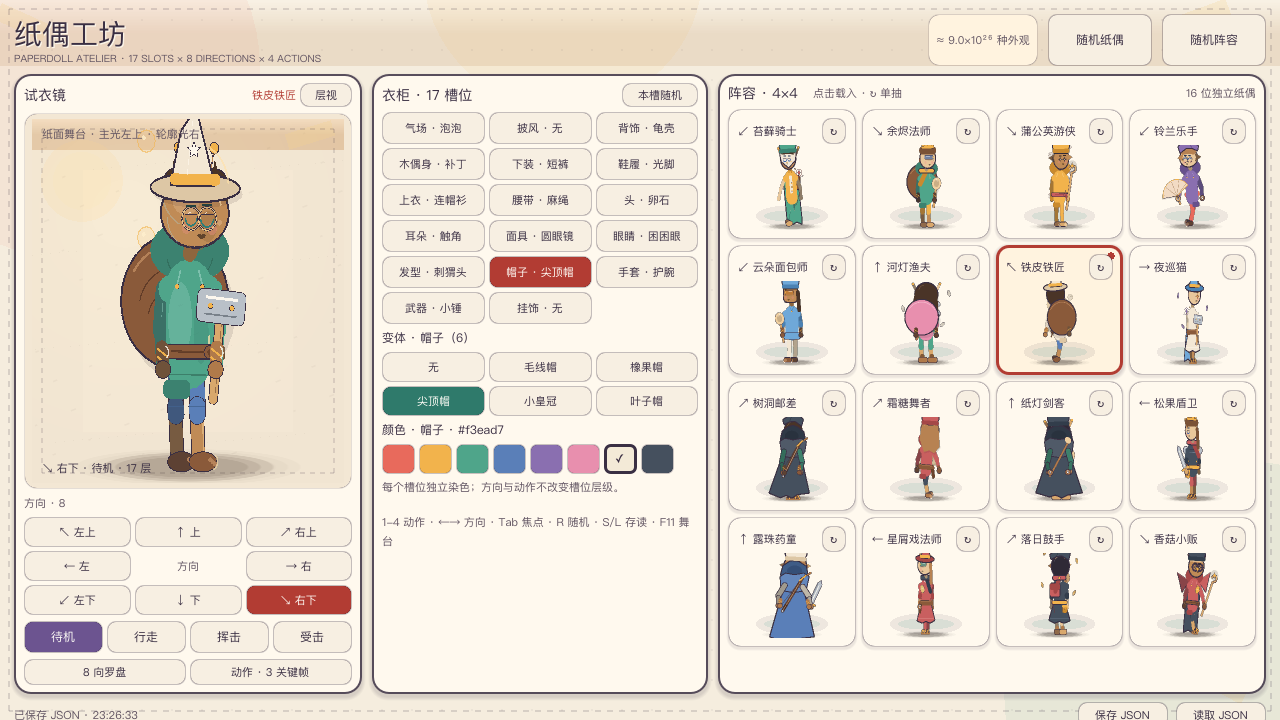 纸偶工坊
PAPERDOLL ATELIER · 17 SLOTS × 8 DIRECTIONS × 4 ACTIONS
≈ 9.0×10²⁶ 种外观
随机纸偶
随机阵容
试衣镜
铁皮铁匠
层视
纸面舞台 · 主光左上 · 轮廓光右
↘ 右下 · 待机 · 17 层
方向 · 8
↖ 左上
↑ 上
↗ 右上
← 左
方向
→ 右
↙ 左下
↓ 下
↘ 右下
待机
行走
挥击
受击
8 向罗盘
动作 · 3 关键帧
衣柜 · 17 槽位
本槽随机
气场 · 泡泡
披风 · 无
背饰 · 龟壳
木偶身 · 补丁
下装 · 短裤
鞋履 · 光脚
上衣 · 连帽衫
腰带 · 麻绳
头 · 卵石
耳朵 · 触角
面具 · 圆眼镜
眼睛 · 困困眼
发型 · 刺猬头
帽子 · 尖顶帽
手套 · 护腕
武器 · 小锤
挂饰 · 无
变体 · 帽子（6）
无
毛线帽
橡果帽
尖顶帽
小皇冠
叶子帽
颜色 · 帽子 · #f3ead7
✓
每个槽位独立染色；方向与动作不改变槽位层级。
1–4 动作 · ←→ 方向 · Tab 焦点 · R 随机 · S/L 存读 · F11 舞
台
阵容 · 4×4
点击载入 · ↻ 单抽
16 位独立纸偶
↙ 苔藓骑士 ↻
↘ 余烬法师 ↻
↘ 蒲公英游侠 ↻
↙ 铃兰乐手 ↻
↙ 云朵面包师 ↻
↑ 河灯渔夫 ↻
↖ 铁皮铁匠 ↻
→ 夜巡猫 ↻
↗ 树洞邮差 ↻
↗ 霜糖舞者 ↻
↑ 纸灯剑客 ↻
← 松果盾卫 ↻
↑ 露珠药童 ↻
← 星屑戏法师 ↻
↗ 落日鼓手 ↻
↘ 香菇小贩 ↻
已保存 JSON · 23:26:33
保存 JSON
读取 JSON